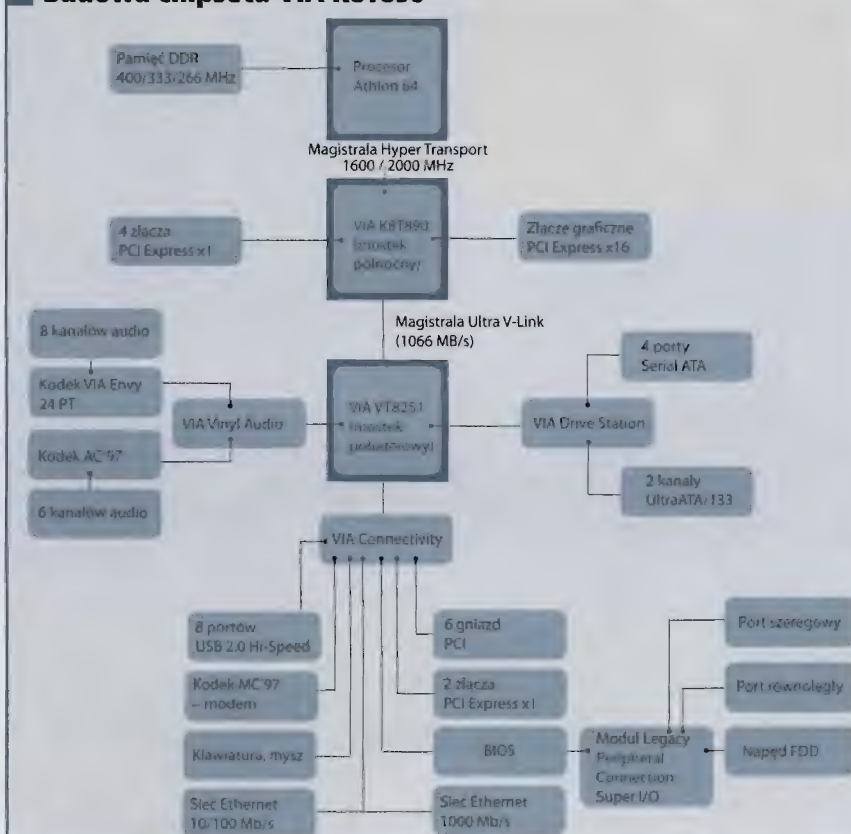 Budowa chipsetu VIA K8T890
Pamięć DDR
400/333/266 MHz
Procesor
Athlon 64
Magistrala Hyper Transport
1600 / 2000 MHz
4 złącza
PCI Express x1
VIA K8T890
(mostek
północny)
Złącze graficzne
PCI Express x16
Magistrala Ultra V-Link
(1066 MB/s)
8 kanałów audio
Kodek VIA Envy
24 PT
Kodek AC'97
6 kanałów audio
VIA Vinyl Audio
VIA VT8251
(mostek
południowy)
VIA Drive Station
4 porty
Serial ATA
2 kanały
UltraATA/133
VIA Connectivity
8 portów
USB 2.0 Hi-Speed
6 gniazd
PCI
Port szeregowy
Kodek MC'97
– modem
2 złącza
PCI Express x1
Port równoległy
Klawiatura, mysz
BIOS
Moduł Legacy
Peripheral
Connection
Super I/O
Napęd FDD
Sieć Ethernet
10/100 Mb/s
Sieć Ethernet
1000 Mb/s